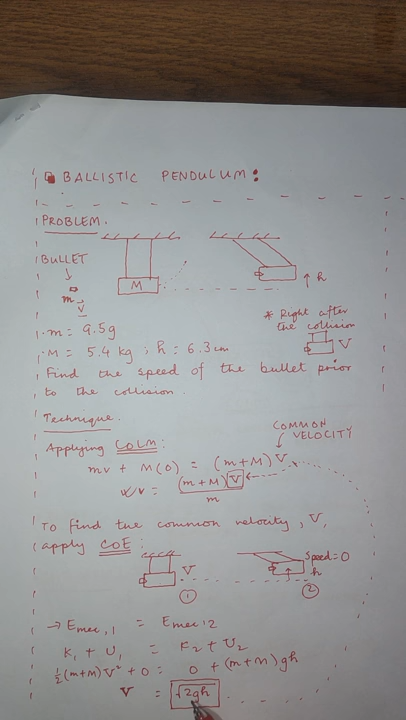 BALLISTIC PENDULUM:
PROBLEM.
BULLET
m
v
M
h
* Right after
the collision
V
m = 9.5g
M = 5.4 kg ; h = 6.3 cm
Find the speed of the bullet prior
to the collision.
Technique.
Applying COLM:
COMMON
VELOCITY
mv + M(0) = (m+M) V
v = (m+M) V
m
To find the common velocity, V,
apply COE:
V
①
Speed=0
h
②
→ Emec,1 = Emec,2
K1 + U1 = F2 + U2
½(m+M) V² + 0 = 0 + (m+M) gh
V = √2gh